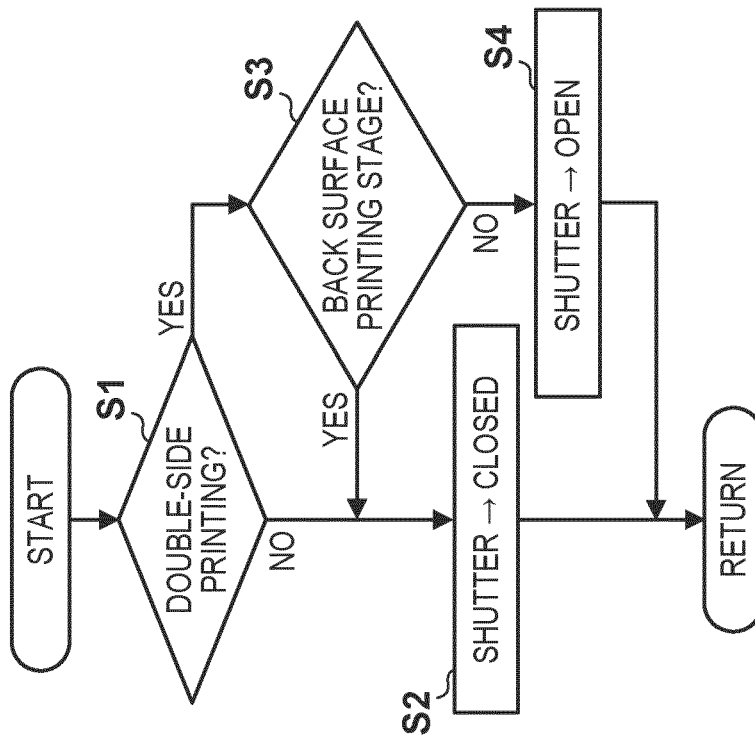 START
S1
DOUBLE-SIDE
PRINTING?
YES
NO
S3
BACK SURFACE
PRINTING STAGE?
YES
NO
S2
SHUTTER → CLOSED
S4
SHUTTER → OPEN
RETURN